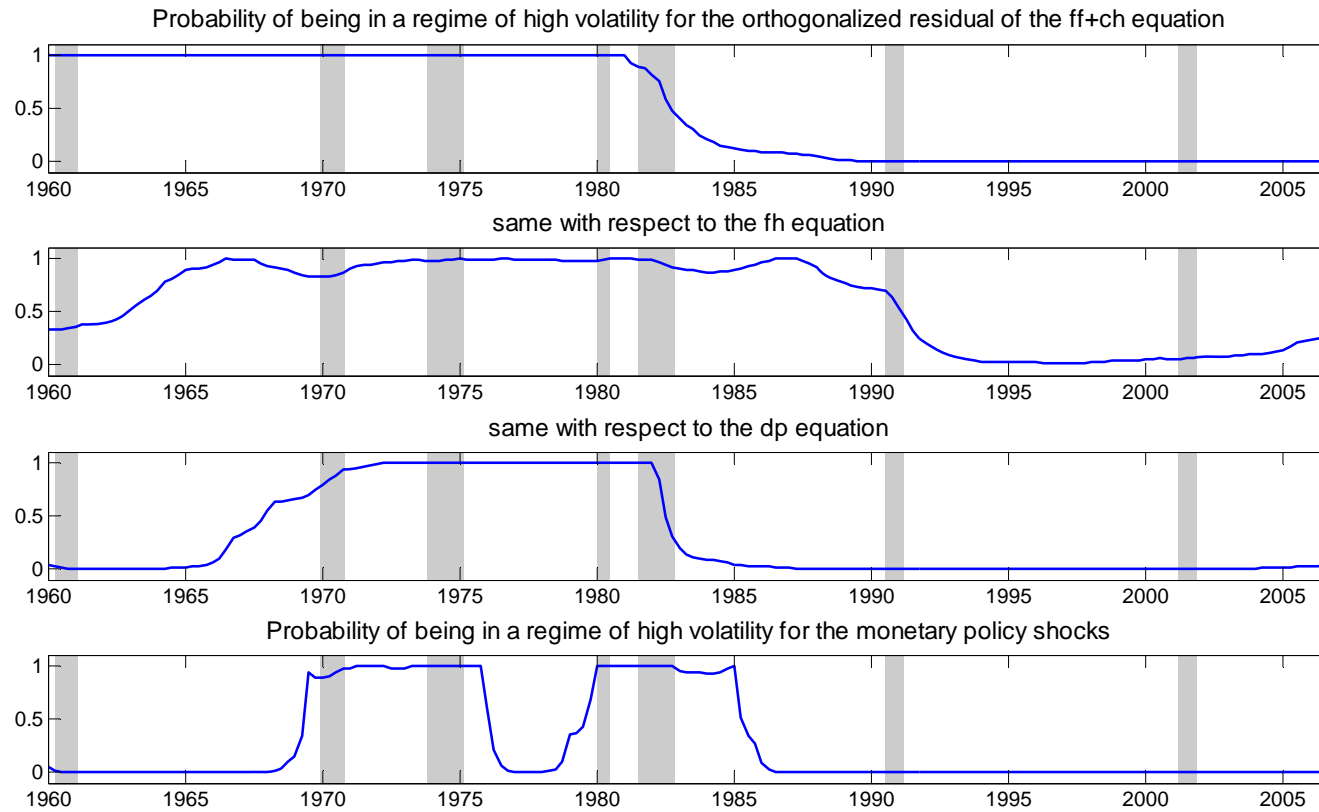 Probability of being in a regime of high volatility for the orthogonalized residual of the ff+ch equation
1
0.5
0
1960 1965 1970 1975 1980 1985 1990 1995 2000 2005
same with respect to the fh equation
1
0.5
0
1960 1965 1970 1975 1980 1985 1990 1995 2000 2005
same with respect to the dp equation
1
0.5
0
1960 1965 1970 1975 1980 1985 1990 1995 2000 2005
Probability of being in a regime of high volatility for the monetary policy shocks
1
0.5
0
1960 1965 1970 1975 1980 1985 1990 1995 2000 2005